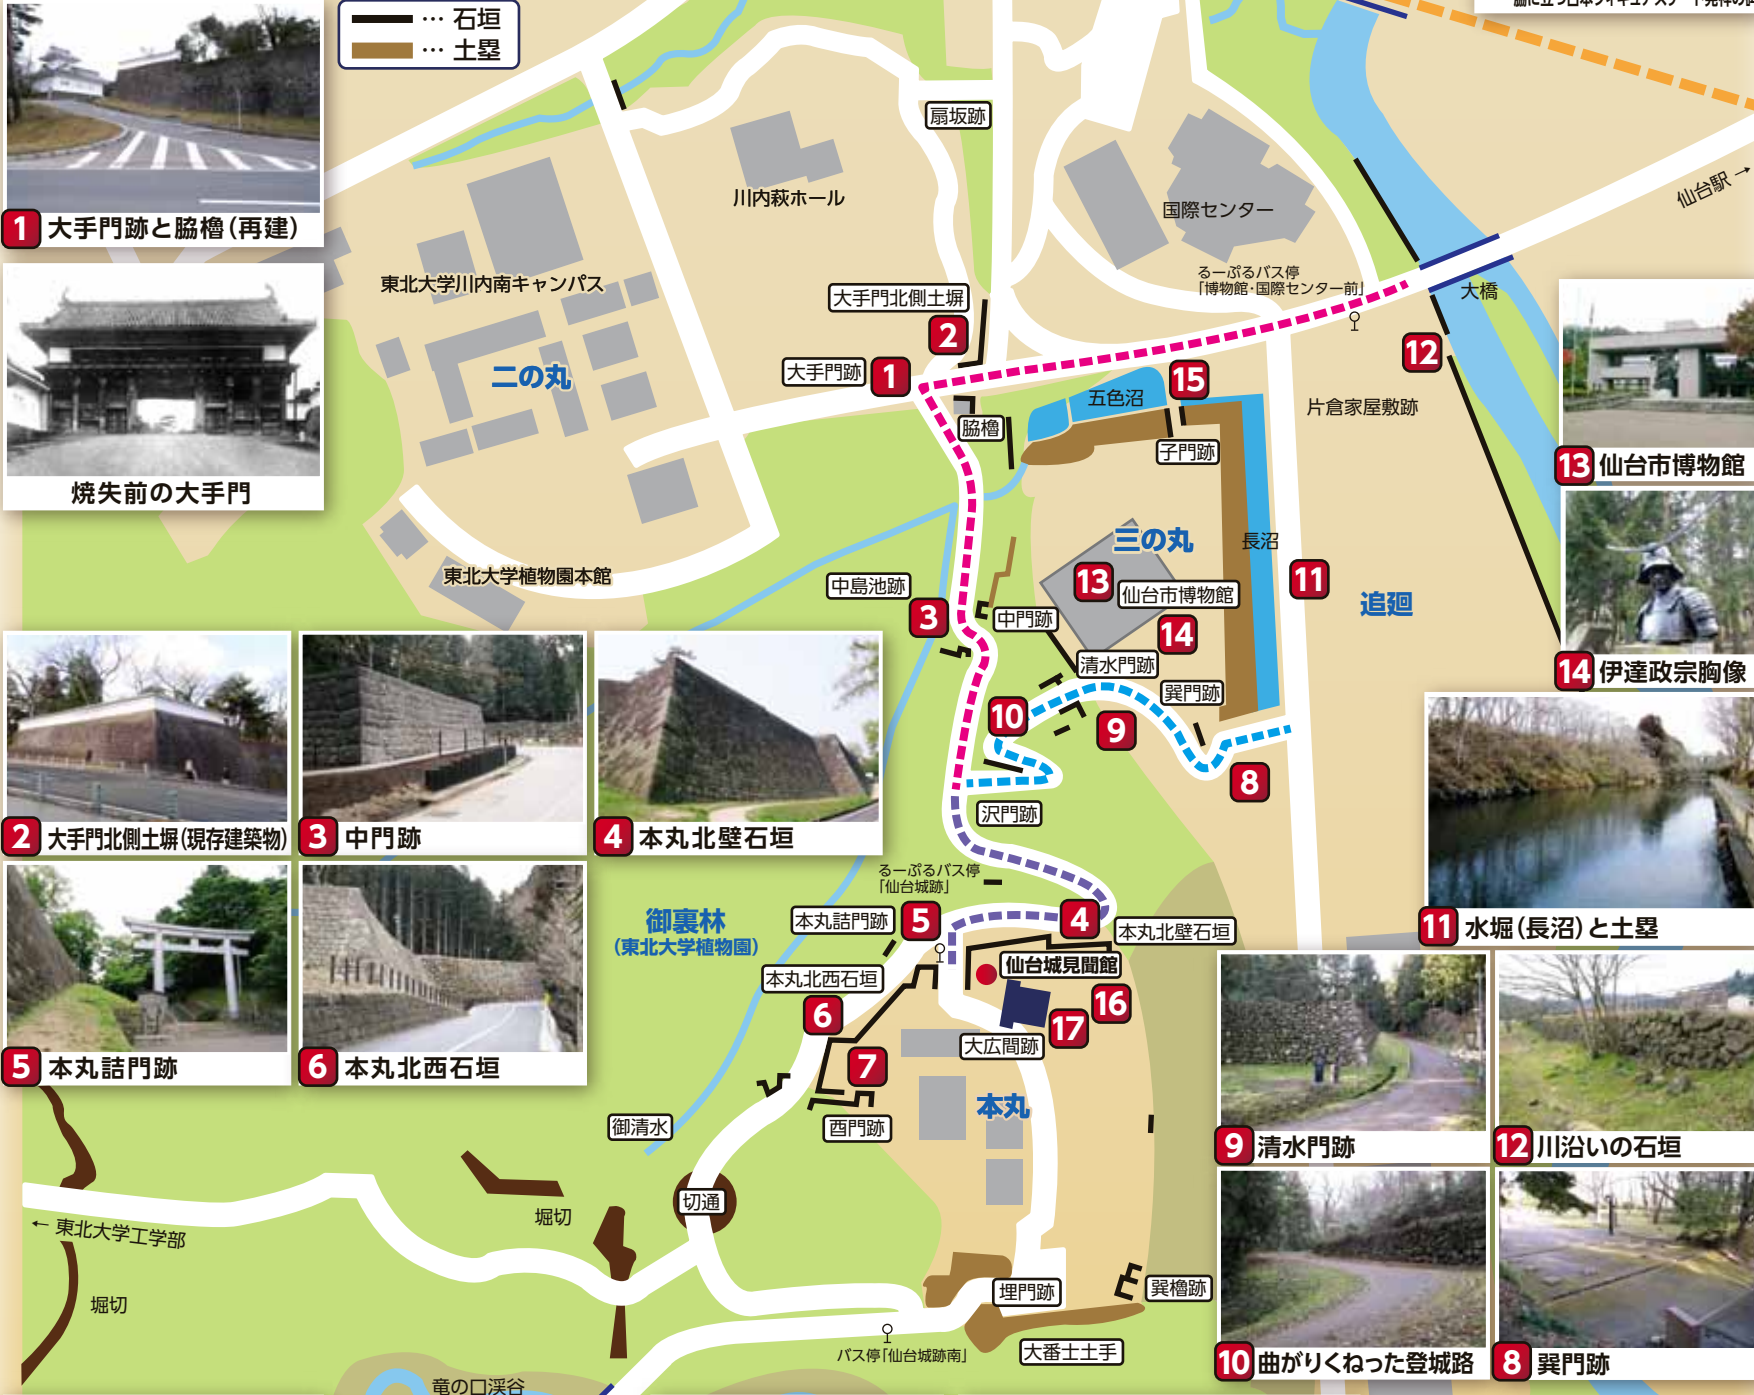 … 石垣
… 土塁
1 大手門跡と脇櫓(再建)
焼失前の大手門
扇坂跡
川内萩ホール
国際センター
仙台駅→
東北大学川内南キャンパス
るーぷるバス停
「博物館・国際センター前」
大橋
大手門北側土塀
2
12
大手門跡
1
二の丸
15
五色沼
片倉家屋敷跡
脇櫓
子門跡
13 仙台市博物館
長沼
三の丸
東北大学植物園本館
中島池跡
13
仙台市博物館
11
追廻
3
中門跡
14
清水門跡
巽門跡
14 伊達政宗胸像
10
9
8
沢門跡
2 大手門北側土塀(現存建築物)
3 中門跡
4 本丸北壁石垣
るーぷるバス停
「仙台城跡」
御裏林
(東北大学植物園)
本丸詰門跡
5
4
本丸北壁石垣
11 水堀(長沼)と土塁
仙台城見聞館
本丸北西石垣
6
16
17
大広間跡
7
5 本丸詰門跡
6 本丸北西石垣
本丸
御清水
酉門跡
9 清水門跡
12 川沿いの石垣
切通
堀切
← 東北大学工学部
堀切
埋門跡
巽櫓跡
バス停「仙台城跡南」
大番士土手
10 曲がりくねった登城路
8 巽門跡
竜の口渓谷